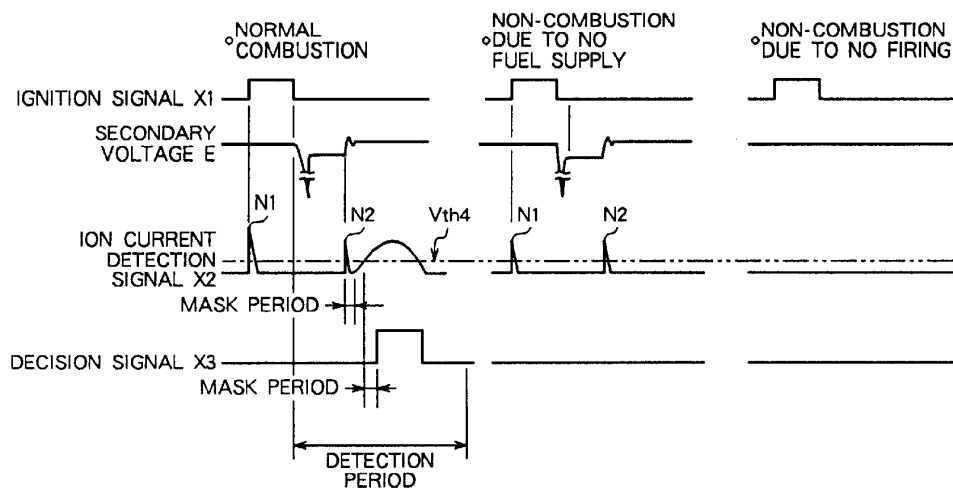 NORMAL
COMBUSTION
NON-COMBUSTION
DUE TO NO
FUEL SUPPLY
NON-COMBUSTION
DUE TO NO FIRING
IGNITION SIGNAL X1
SECONDARY
VOLTAGE E
N1
N2
Vth4
N1
N2
ION CURRENT
DETECTION
SIGNAL X2
MASK PERIOD
DECISION SIGNAL X3
MASK PERIOD
DETECTION
PERIOD